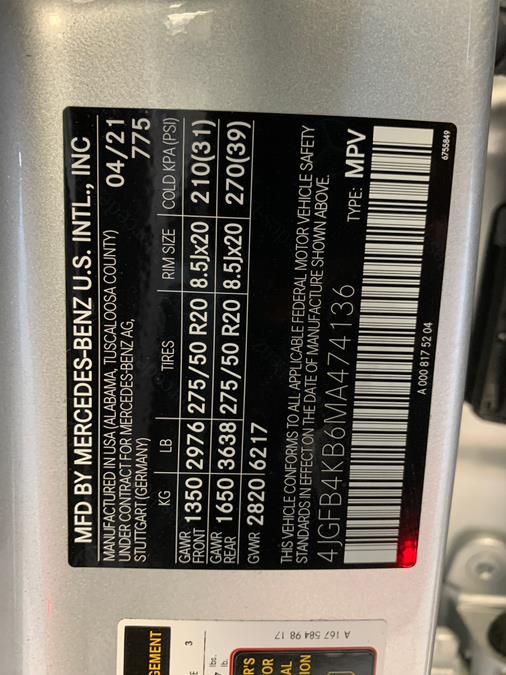 MFD BY MERCEDES-BENZ U.S. INTL., INC
MANUFACTURED IN USA (ALABAMA, TUSCALOOSA COUNTY) 04/21
UNDER CONTRACT FOR MERCEDES-BENZ AG, 775
STUTTGART (GERMANY)
KG LB TIRES RIM SIZE COLD KPA (PSI)
GAWR FRONT 1350 2976 275/50 R20 8.5Jx20 210(31)
GAWR REAR 1650 3638 275/50 R20 8.5Jx20 270(39)
GVWR 2820 6217
THIS VEHICLE CONFORMS TO ALL APPLICABLE FEDERAL MOTOR VEHICLE SAFETY
STANDARDS IN EFFECT ON THE DATE OF MANUFACTURE SHOWN ABOVE.
4JGFB4KB6MA474136 TYPE: MPV
A 000 817 52 04
6755849
A 167 584 98 17
GEMENT
3
lbs.
lb.